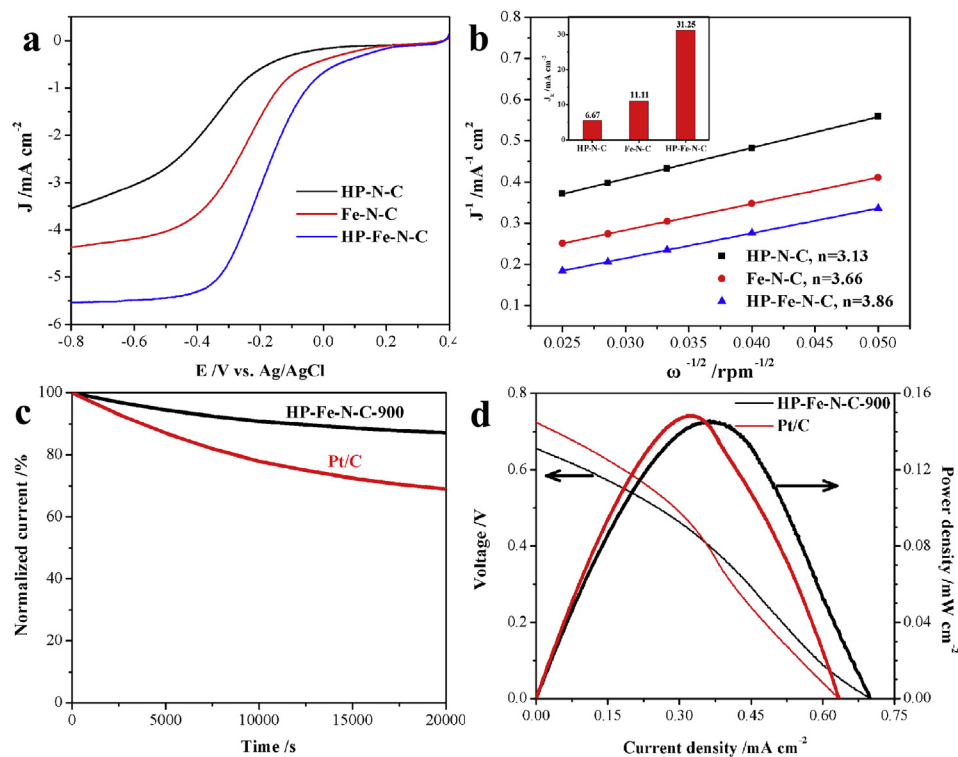 a
J /mA cm-2
0
-1
-2
-3
-4
-5
-6
HP-N-C
Fe-N-C
HP-Fe-N-C
-0.8
-0.6
-0.4
-0.2
0.0
0.2
0.4
E /V vs. Ag/AgCl
b
J-1 /mA-1 cm2
0.8
0.7
0.6
0.5
0.4
0.3
0.2
0.1
Jk /mA cm-2
30
20
10
0
6.67
11.11
31.25
HP-N-C
Fe-N-C
HP-Fe-N-C
HP-N-C, n=3.13
Fe-N-C, n=3.66
HP-Fe-N-C, n=3.86
0.025
0.030
0.035
0.040
0.045
0.050
ω -1/2 /rpm-1/2
c
Normalized current /%
100
80
60
40
20
0
HP-Fe-N-C-900
Pt/C
0
5000
10000
15000
20000
Time /s
d
Voltage /V
0.8
0.6
0.4
0.2
0.0
HP-Fe-N-C-900
Pt/C
0.16
0.12
0.08
0.04
0.00
Power density /mW cm-2
0.00
0.15
0.30
0.45
0.60
0.75
Current density /mA cm-2